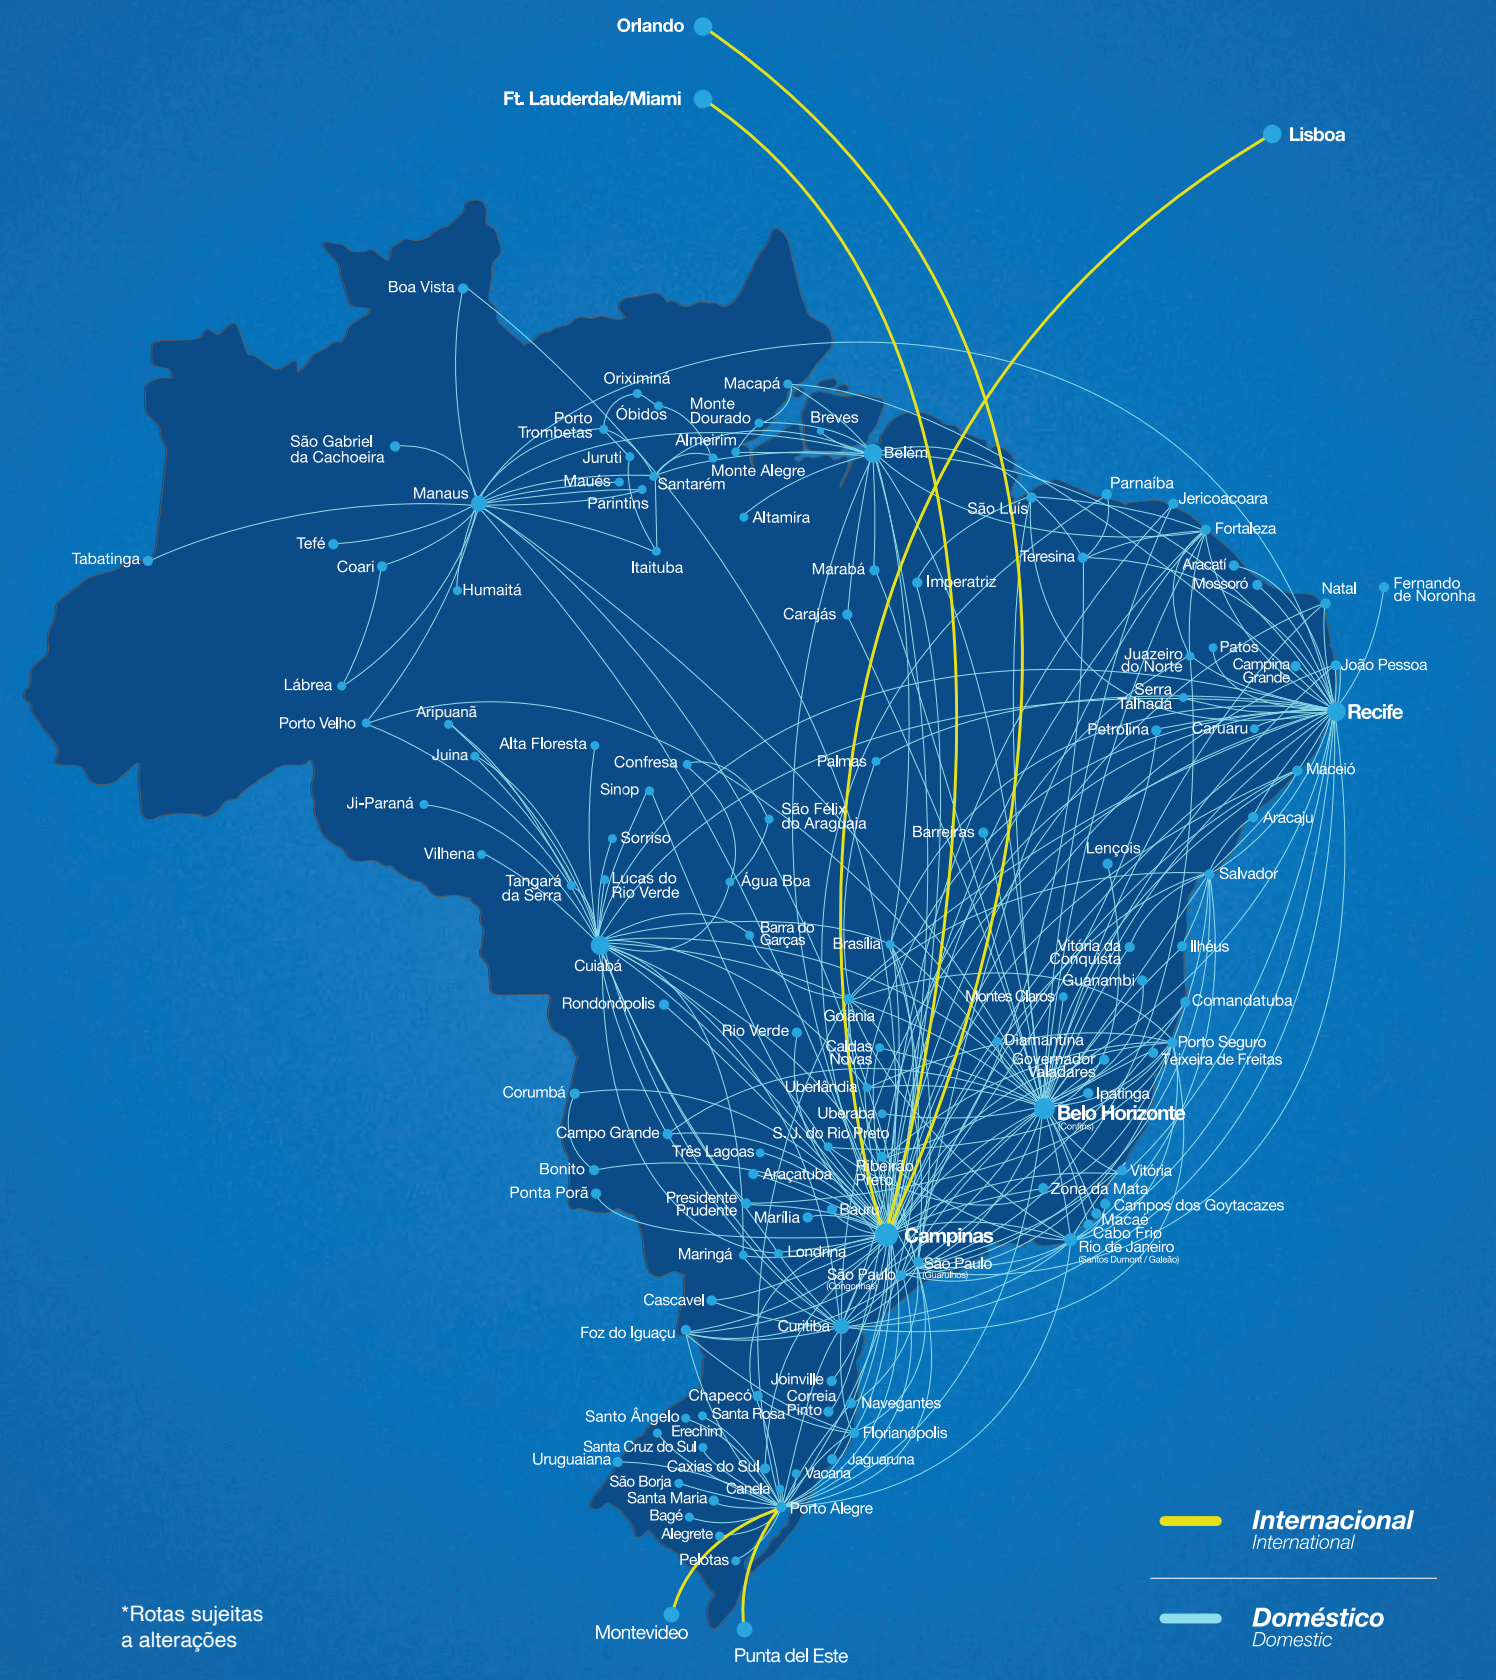 Orlando
Ft. Lauderdale/Miami
Lisboa
Boa Vista
Oriximiná
Macapá
Óbidos
Monte
Dourado
Breves
Porto
Trombetas
São Gabriel
da Cachoeira
Almeirim
Belém
Juruti
Monte Alegre
Maués
Santarém
Parintins
Manaus
Parnaíba
Jericoacoara
São Luis
Altamira
Fortaleza
Tefé
Tabatinga
Coari
Itaituba
Humaitá
Marabá
Imperatriz
Teresina
Aracatí
Mossoró
Natal
Fernando
de Noronha
Carajás
Patos
Juazeiro
do Norte
Campina
Grande
João Pessoa
Lábrea
Serra
Talhada
Recife
Porto Velho
Aripuanã
Petrolina
Caruaru
Juina
Alta Floresta
Confresa
Palmas
Maceió
Sinop
Ji-Paraná
São Félix
do Araguaia
Aracaju
Barreiras
Sorriso
Lençois
Vilhena
Tangará
da Serra
Lucas do
Rio Verde
Água Boa
Salvador
Barra do
Garças
Brasília
Vitória da
Conquista
Ilhéus
Cuiabá
Guanambi
Rondonópolis
Montes Claros
Comandatuba
Goiânia
Rio Verde
Caldas
Novas
Diamantina
Porto Seguro
Governador
Valadares
Teixeira de Freitas
Corumbá
Uberlândia
Ipatinga
Uberaba
Belo Horizonte
(Confins)
Campo Grande
S. J. do Rio Preto
Três Lagoas
Bonito
Araçatuba
Ribeirão
Preto
Vitória
Ponta Porã
Zona da Mata
Presidente
Prudente
Bauru
Marília
Campos dos Goytacazes
Macaé
Cabo Frio
Campinas
Rio de Janeiro
(Santos Dumont / Galeão)
Maringá
Londrina
São Paulo
(Guarulhos)
São Paulo
(Congonhas)
Cascavel
Foz do Iguaçu
Curitiba
Joinville
Chapecó
Correia
Pinto
Navegantes
Santo Ângelo
Santa Rosa
Erechim
Florianópolis
Santa Cruz do Sul
Uruguaiana
Caxias do Sul
Jaguaruna
Vacaria
São Borja
Canela
Santa Maria
Porto Alegre
Bagé
Alegrete
Pelotas
Montevideo
Punta del Este
Internacional
International
Doméstico
Domestic
*Rotas sujeitas
a alterações